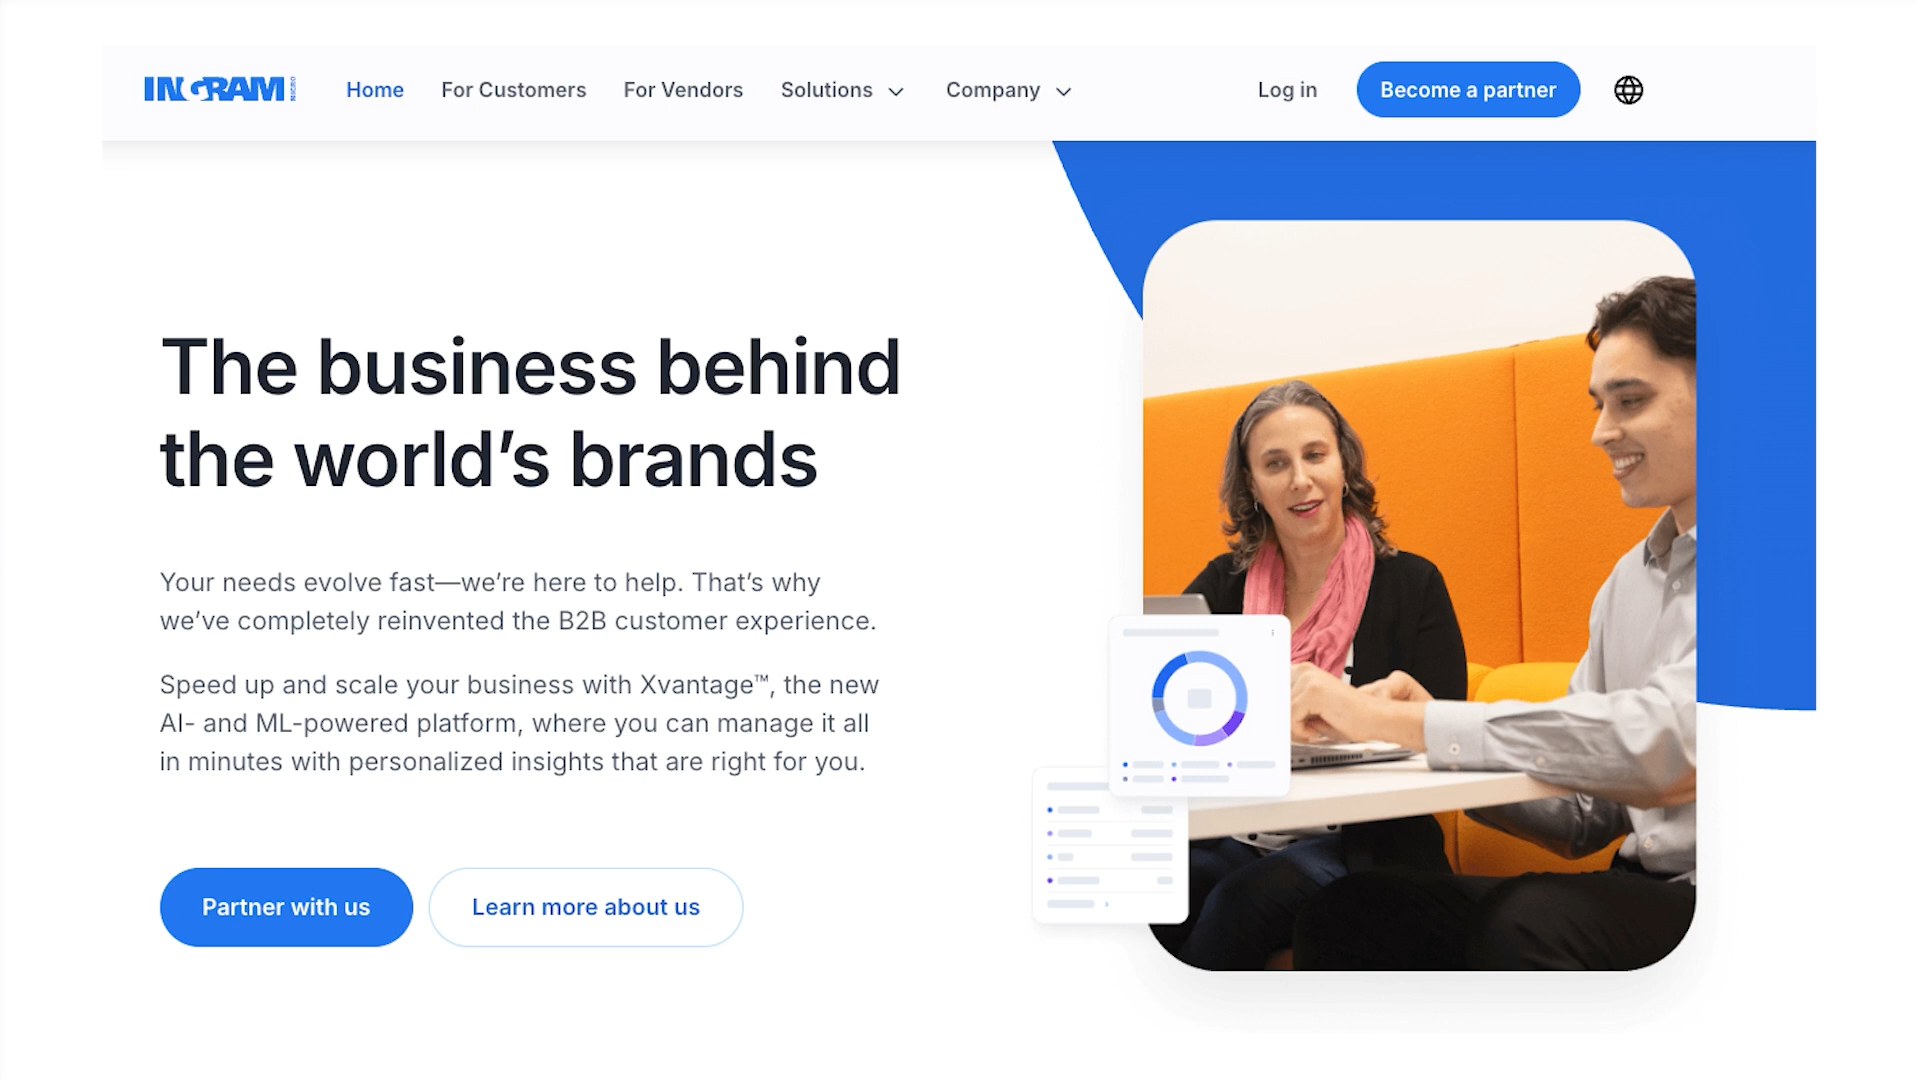 INGRAM MICRO
Home
For Customers
For Vendors
Solutions
Company
Log in
Become a partner
The business behind
the world’s brands
Your needs evolve fast—we’re here to help. That’s why
we’ve completely reinvented the B2B customer experience.
Speed up and scale your business with Xvantage™, the new
AI- and ML-powered platform, where you can manage it all
in minutes with personalized insights that are right for you.
Partner with us
Learn more about us